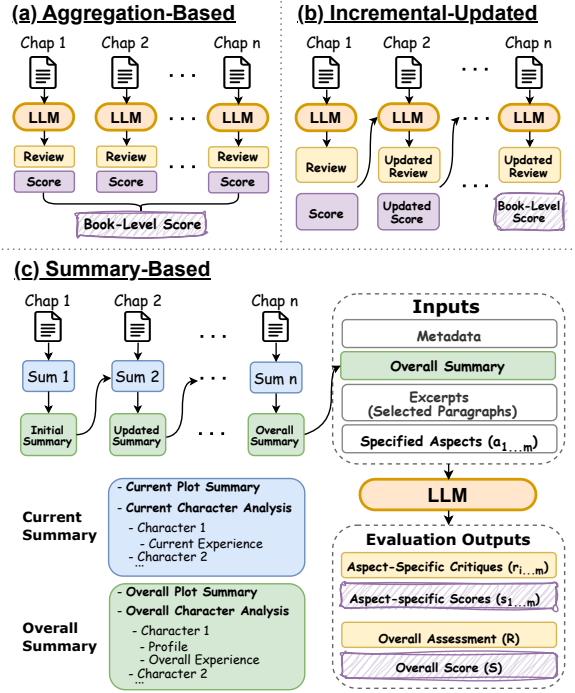 (a) Aggregation-Based
Chap 1 Chap 2 Chap n
. . .
LLM LLM . . . LLM
Review Review Review
. . .
Score Score Score
Book-Level Score
(b) Incremental-Updated
Chap 1 Chap 2 Chap n
. . .
LLM LLM LLM
Review Updated Review Updated Review
. . .
Score Updated Score Book-Level Score
(c) Summary-Based
Chap 1 Chap 2 Chap n
. . .
Sum 1 Sum 2 . . . Sum n
Initial Summary Updated Summary . . . Overall Summary
Current Summary
- Current Plot Summary
- Current Character Analysis
- Character 1
- Current Experience
- Character 2
...
Overall Summary
- Overall Plot Summary
- Overall Character Analysis
- Character 1
- Profile
- Overall Experience
- Character 2
...
Inputs
Metadata
Overall Summary
Excerpts
(Selected Paragraphs)
Specified Aspects (a1...m)
LLM
Evaluation Outputs
Aspect-Specific Critiques (ri...m)
Aspect-specific Scores (s1...m)
Overall Assessment (R)
Overall Score (S)